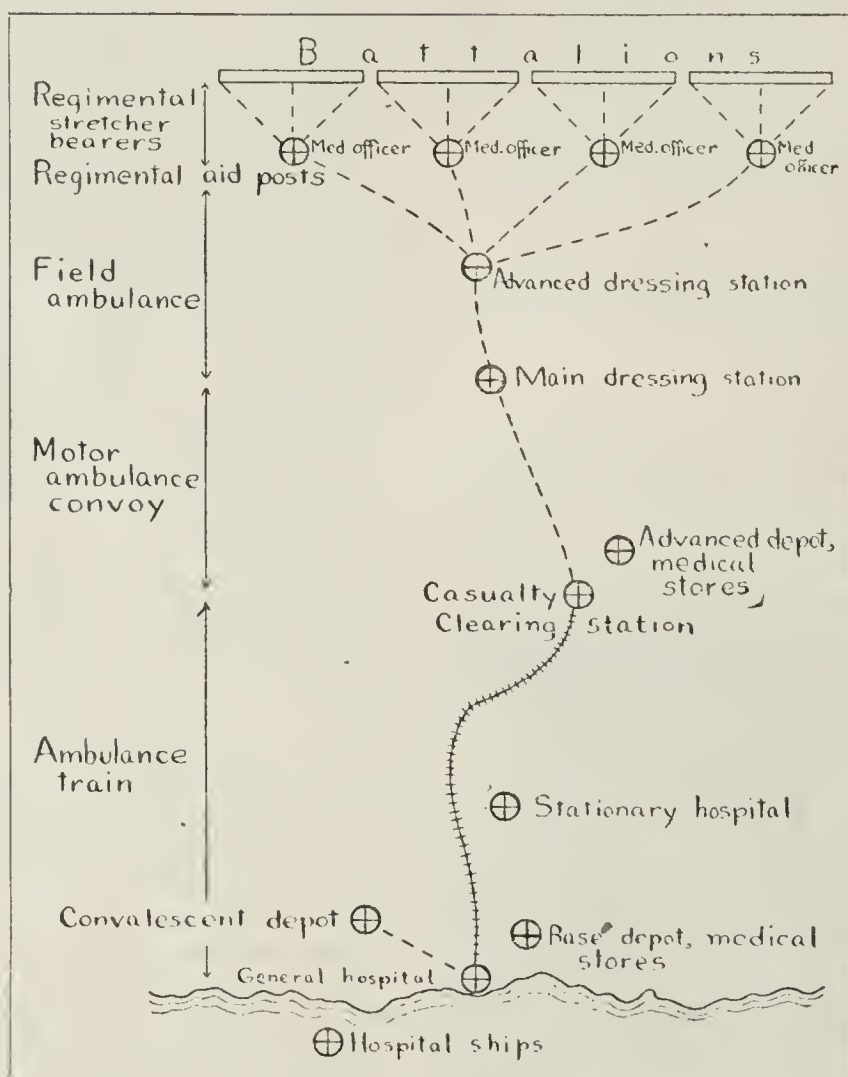 Battalions
Regimental
stretcher
bearers
Med officer
Med. officer
Med. officer
Med
officer
Regimental aid posts
Field
ambulance
Advanced dressing station
Main dressing station
Motor
ambulance
convoy
Advanced depot,
medical
stores
Casualty
Clearing station
Ambulance
train
Stationary hospital
Convalescent depot
Base depot, medical
stores
General hospital
Hospital ships